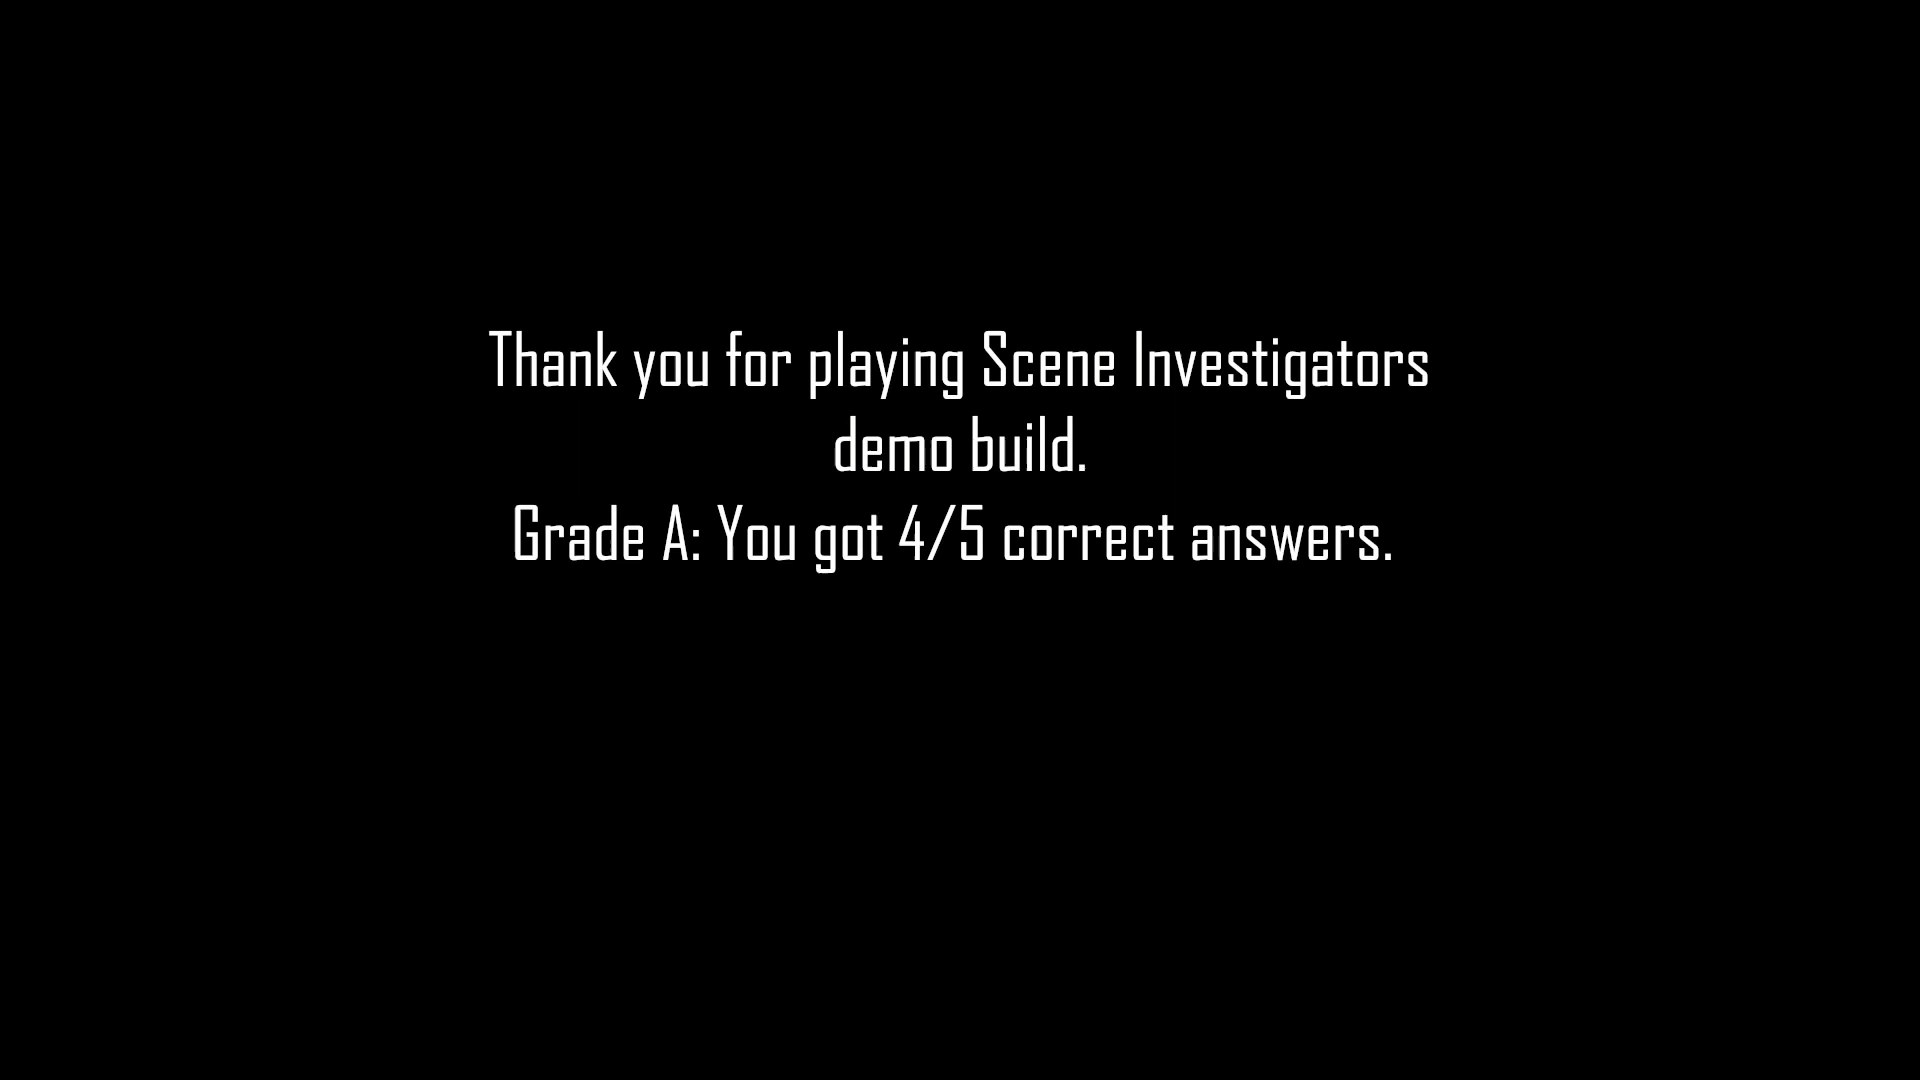 Thank you for playing Scene Investigators
demo build.
Grade A: You got 4/5 correct answers.